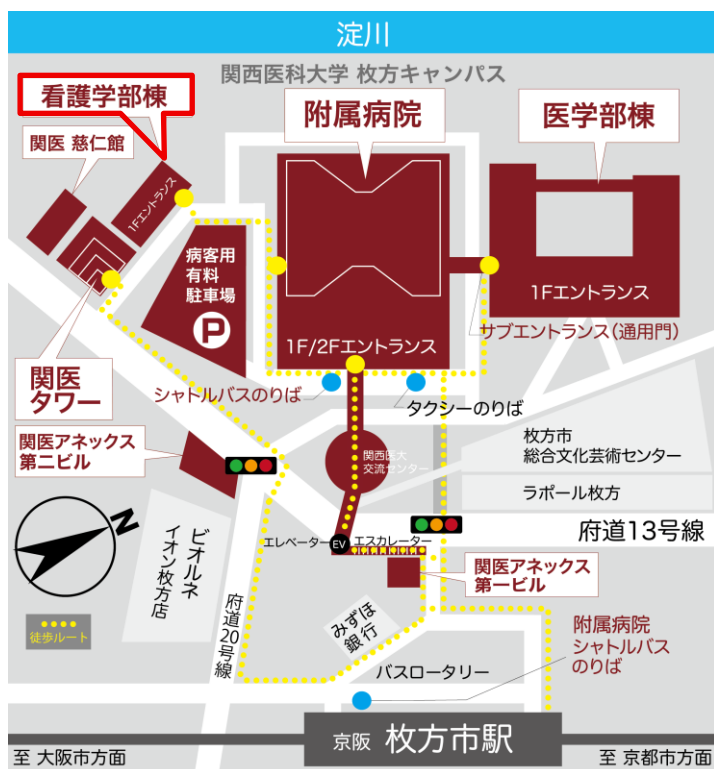 淀川
関西医科大学 枚方キャンパス
看護学部棟
附属病院
医学部棟
関医 慈仁館
1Fエントランス
病客用
有料
駐車場
P
1Fエントランス
サブエントランス(通用門)
1F/2Fエントランス
関医
タワー
シャトルバスのりば
タクシーのりば
関医アネックス
第二ビル
関西医大
交流センター
枚方市
総合文化芸術センター
ラポール枚方
N
府道13号線
エレベーター
EV
エスカレーター
ビオルネ
イオン枚方店
関医アネックス
第一ビル
府道20号線
みずほ
銀行
徒歩ルート
附属病院
シャトルバス
のりば
バスロータリー
京阪 枚方市駅
至 大阪市方面
至 京都市方面